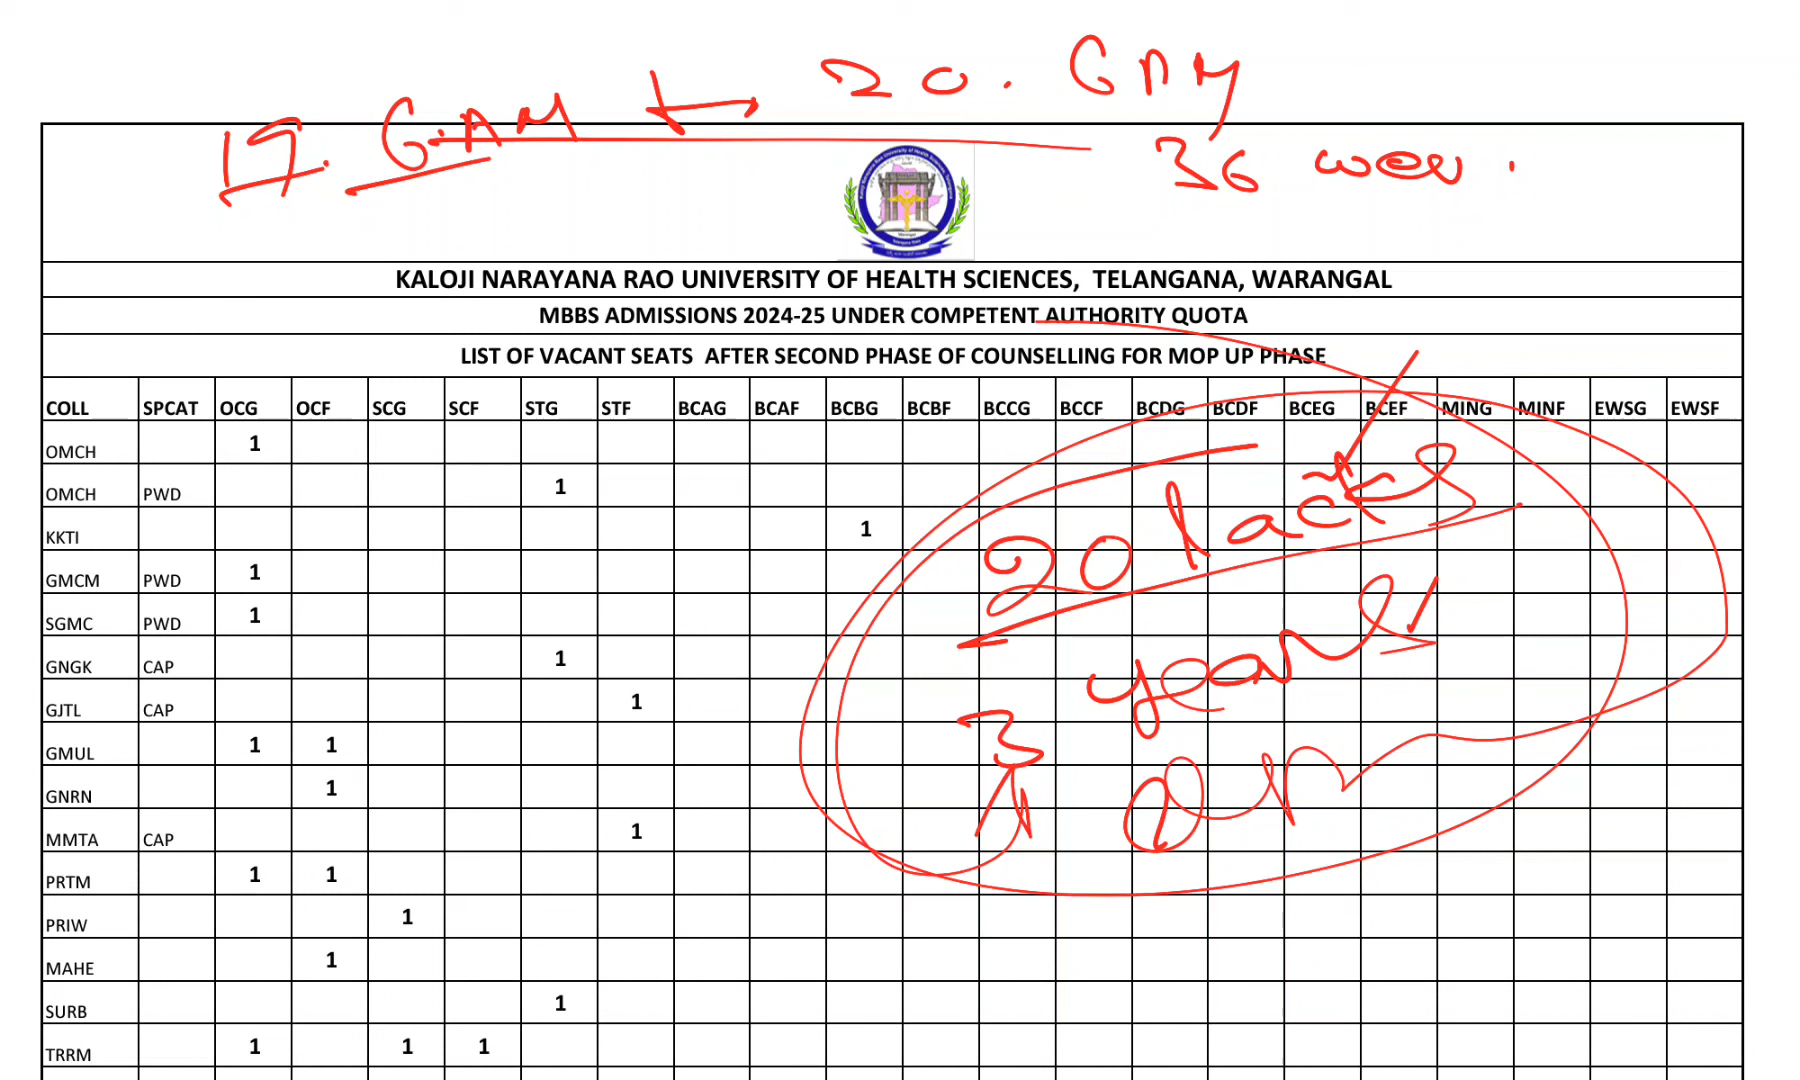 20. GAM
19. GAM
36
KALOJI NARAYANA RAO UNIVERSITY OF HEALTH SCIENCES, TELANGANA, WARANGAL
MBBS ADMISSIONS 2024-25 UNDER COMPETENT AUTHORITY QUOTA
LIST OF VACANT SEATS AFTER SECOND PHASE OF COUNSELLING FOR MOP UP PHASE
COLL SPCAT OCG OCF SCG SCF STG STF BCAG BCAF BCBG BCBF BCCG BCCF BCDG BCDF BCEG BCEF MING MINF EWSG EWSF
OMCH 1
OMCH PWD 1
KKTI 1
GMCM PWD 1
SGMC PWD 1
GNGK CAP 1
GJTL CAP 1
GMUL 1 1
GNRN 1
MMTA CAP 1
PRTM 1 1
PRIW 1
MAHE 1
SURB 1
TRRM 1 1 1
20 lacks
years
3